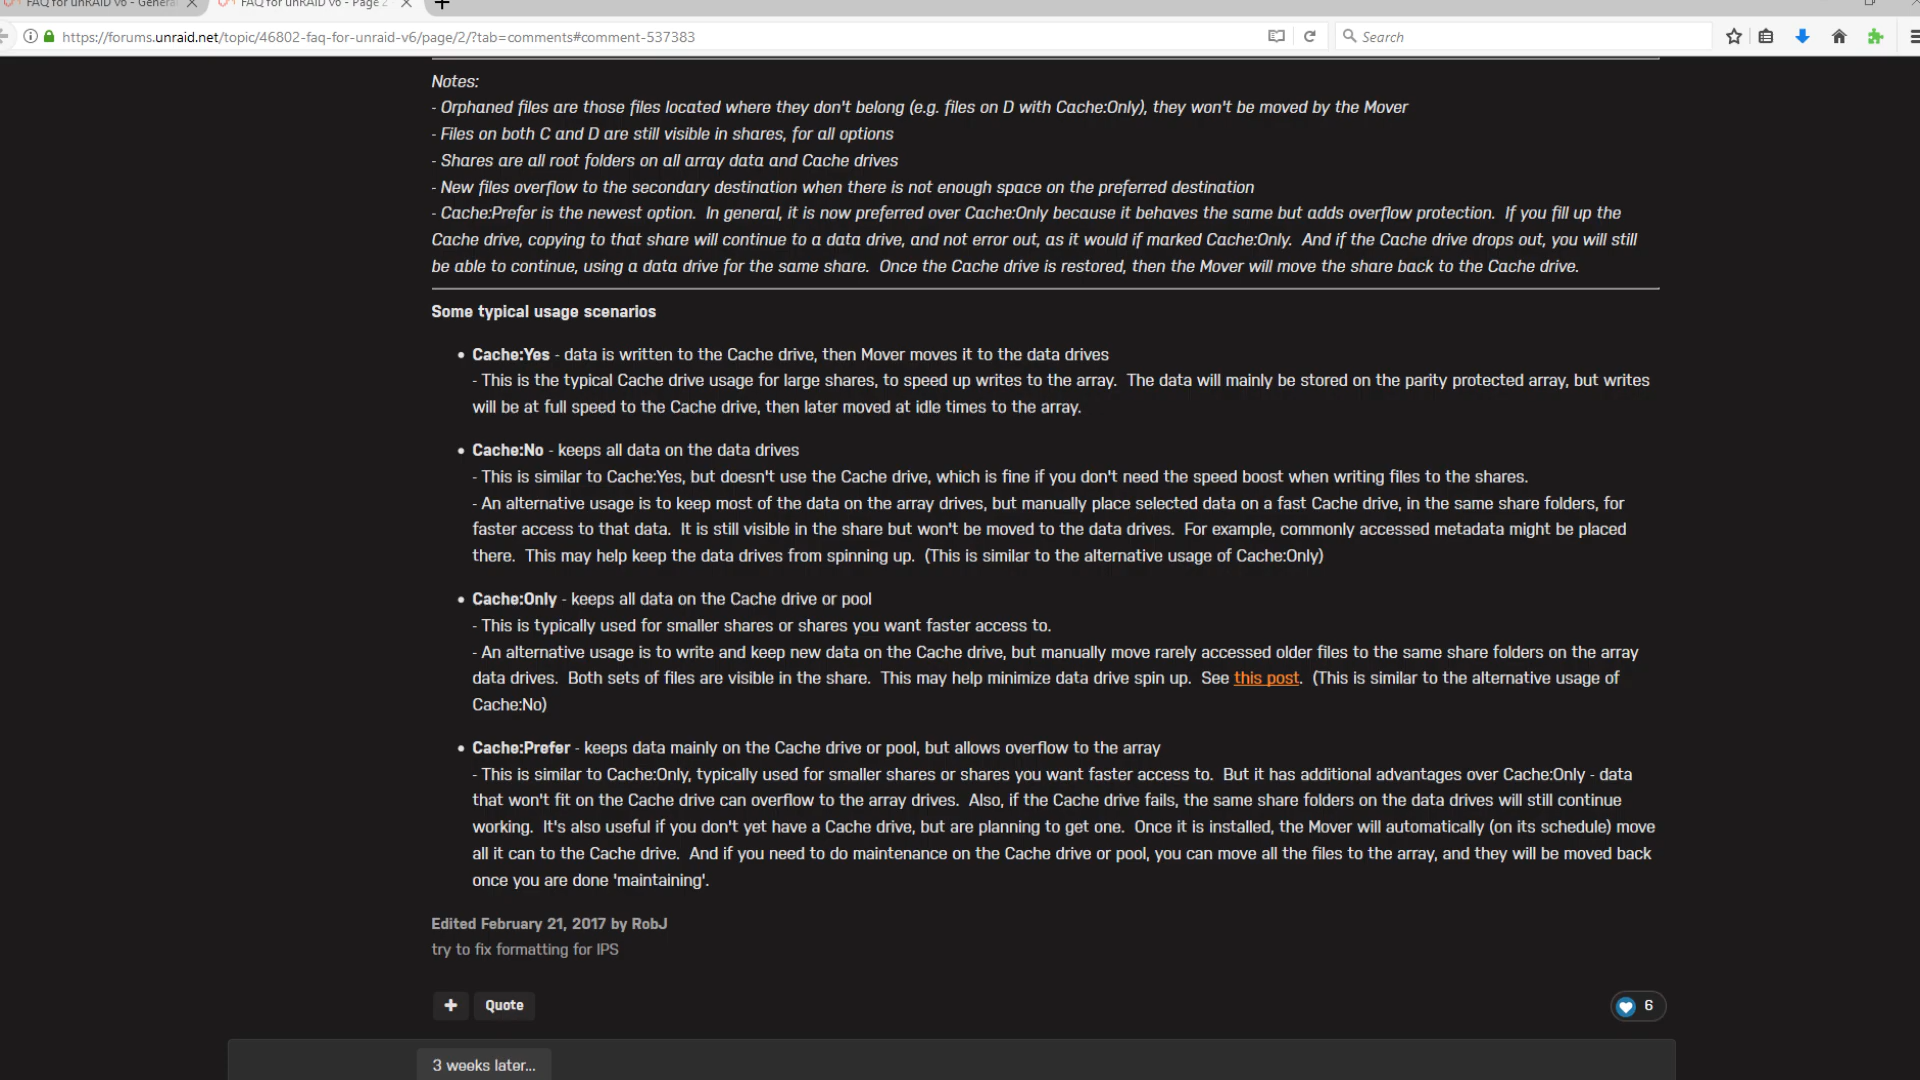 FAQ for unRAID v6 - General
FAQ for unRAID v6 - Page 2 -
https://forums.unraid.net/topic/46802-faq-for-unraid-v6/page/2/?tab=comments#comment-537383
Search
Notes:
- Orphaned files are those files located where they don't belong (e.g. files on D with Cache:Only), they won't be moved by the Mover
- Files on both C and D are still visible in shares, for all options
- Shares are all root folders on all array data and Cache drives
- New files overflow to the secondary destination when there is not enough space on the preferred destination
- Cache:Prefer is the newest option. In general, it is now preferred over Cache:Only because it behaves the same but adds overflow protection. If you fill up the
Cache drive, copying to that share will continue to a data drive, and not error out, as it would if marked Cache:Only. And if the Cache drive drops out, you will still
be able to continue, using a data drive for the same share. Once the Cache drive is restored, then the Mover will move the share back to the Cache drive.
Some typical usage scenarios
• Cache:Yes - data is written to the Cache drive, then Mover moves it to the data drives
- This is the typical Cache drive usage for large shares, to speed up writes to the array. The data will mainly be stored on the parity protected array, but writes
will be at full speed to the Cache drive, then later moved at idle times to the array.
• Cache:No - keeps all data on the data drives
- This is similar to Cache:Yes, but doesn't use the Cache drive, which is fine if you don't need the speed boost when writing files to the shares.
- An alternative usage is to keep most of the data on the array drives, but manually place selected data on a fast Cache drive, in the same share folders, for
faster access to that data. It is still visible in the share but won't be moved to the data drives. For example, commonly accessed metadata might be placed
there. This may help keep the data drives from spinning up. (This is similar to the alternative usage of Cache:Only)
• Cache:Only - keeps all data on the Cache drive or pool
- This is typically used for smaller shares or shares you want faster access to.
- An alternative usage is to write and keep new data on the Cache drive, but manually move rarely accessed older files to the same share folders on the array
data drives. Both sets of files are visible in the share. This may help minimize data drive spin up. See this post. (This is similar to the alternative usage of
Cache:No)
• Cache:Prefer - keeps data mainly on the Cache drive or pool, but allows overflow to the array
- This is similar to Cache:Only, typically used for smaller shares or shares you want faster access to. But it has additional advantages over Cache:Only - data
that won't fit on the Cache drive can overflow to the array drives. Also, if the Cache drive fails, the same share folders on the data drives will still continue
working. It's also useful if you don't yet have a Cache drive, but are planning to get one. Once it is installed, the Mover will automatically (on its schedule) move
all it can to the Cache drive. And if you need to do maintenance on the Cache drive or pool, you can move all the files to the array, and they will be moved back
once you are done 'maintaining'.
Edited February 21, 2017 by RobJ
try to fix formatting for IPS
+ Quote
6
3 weeks later...